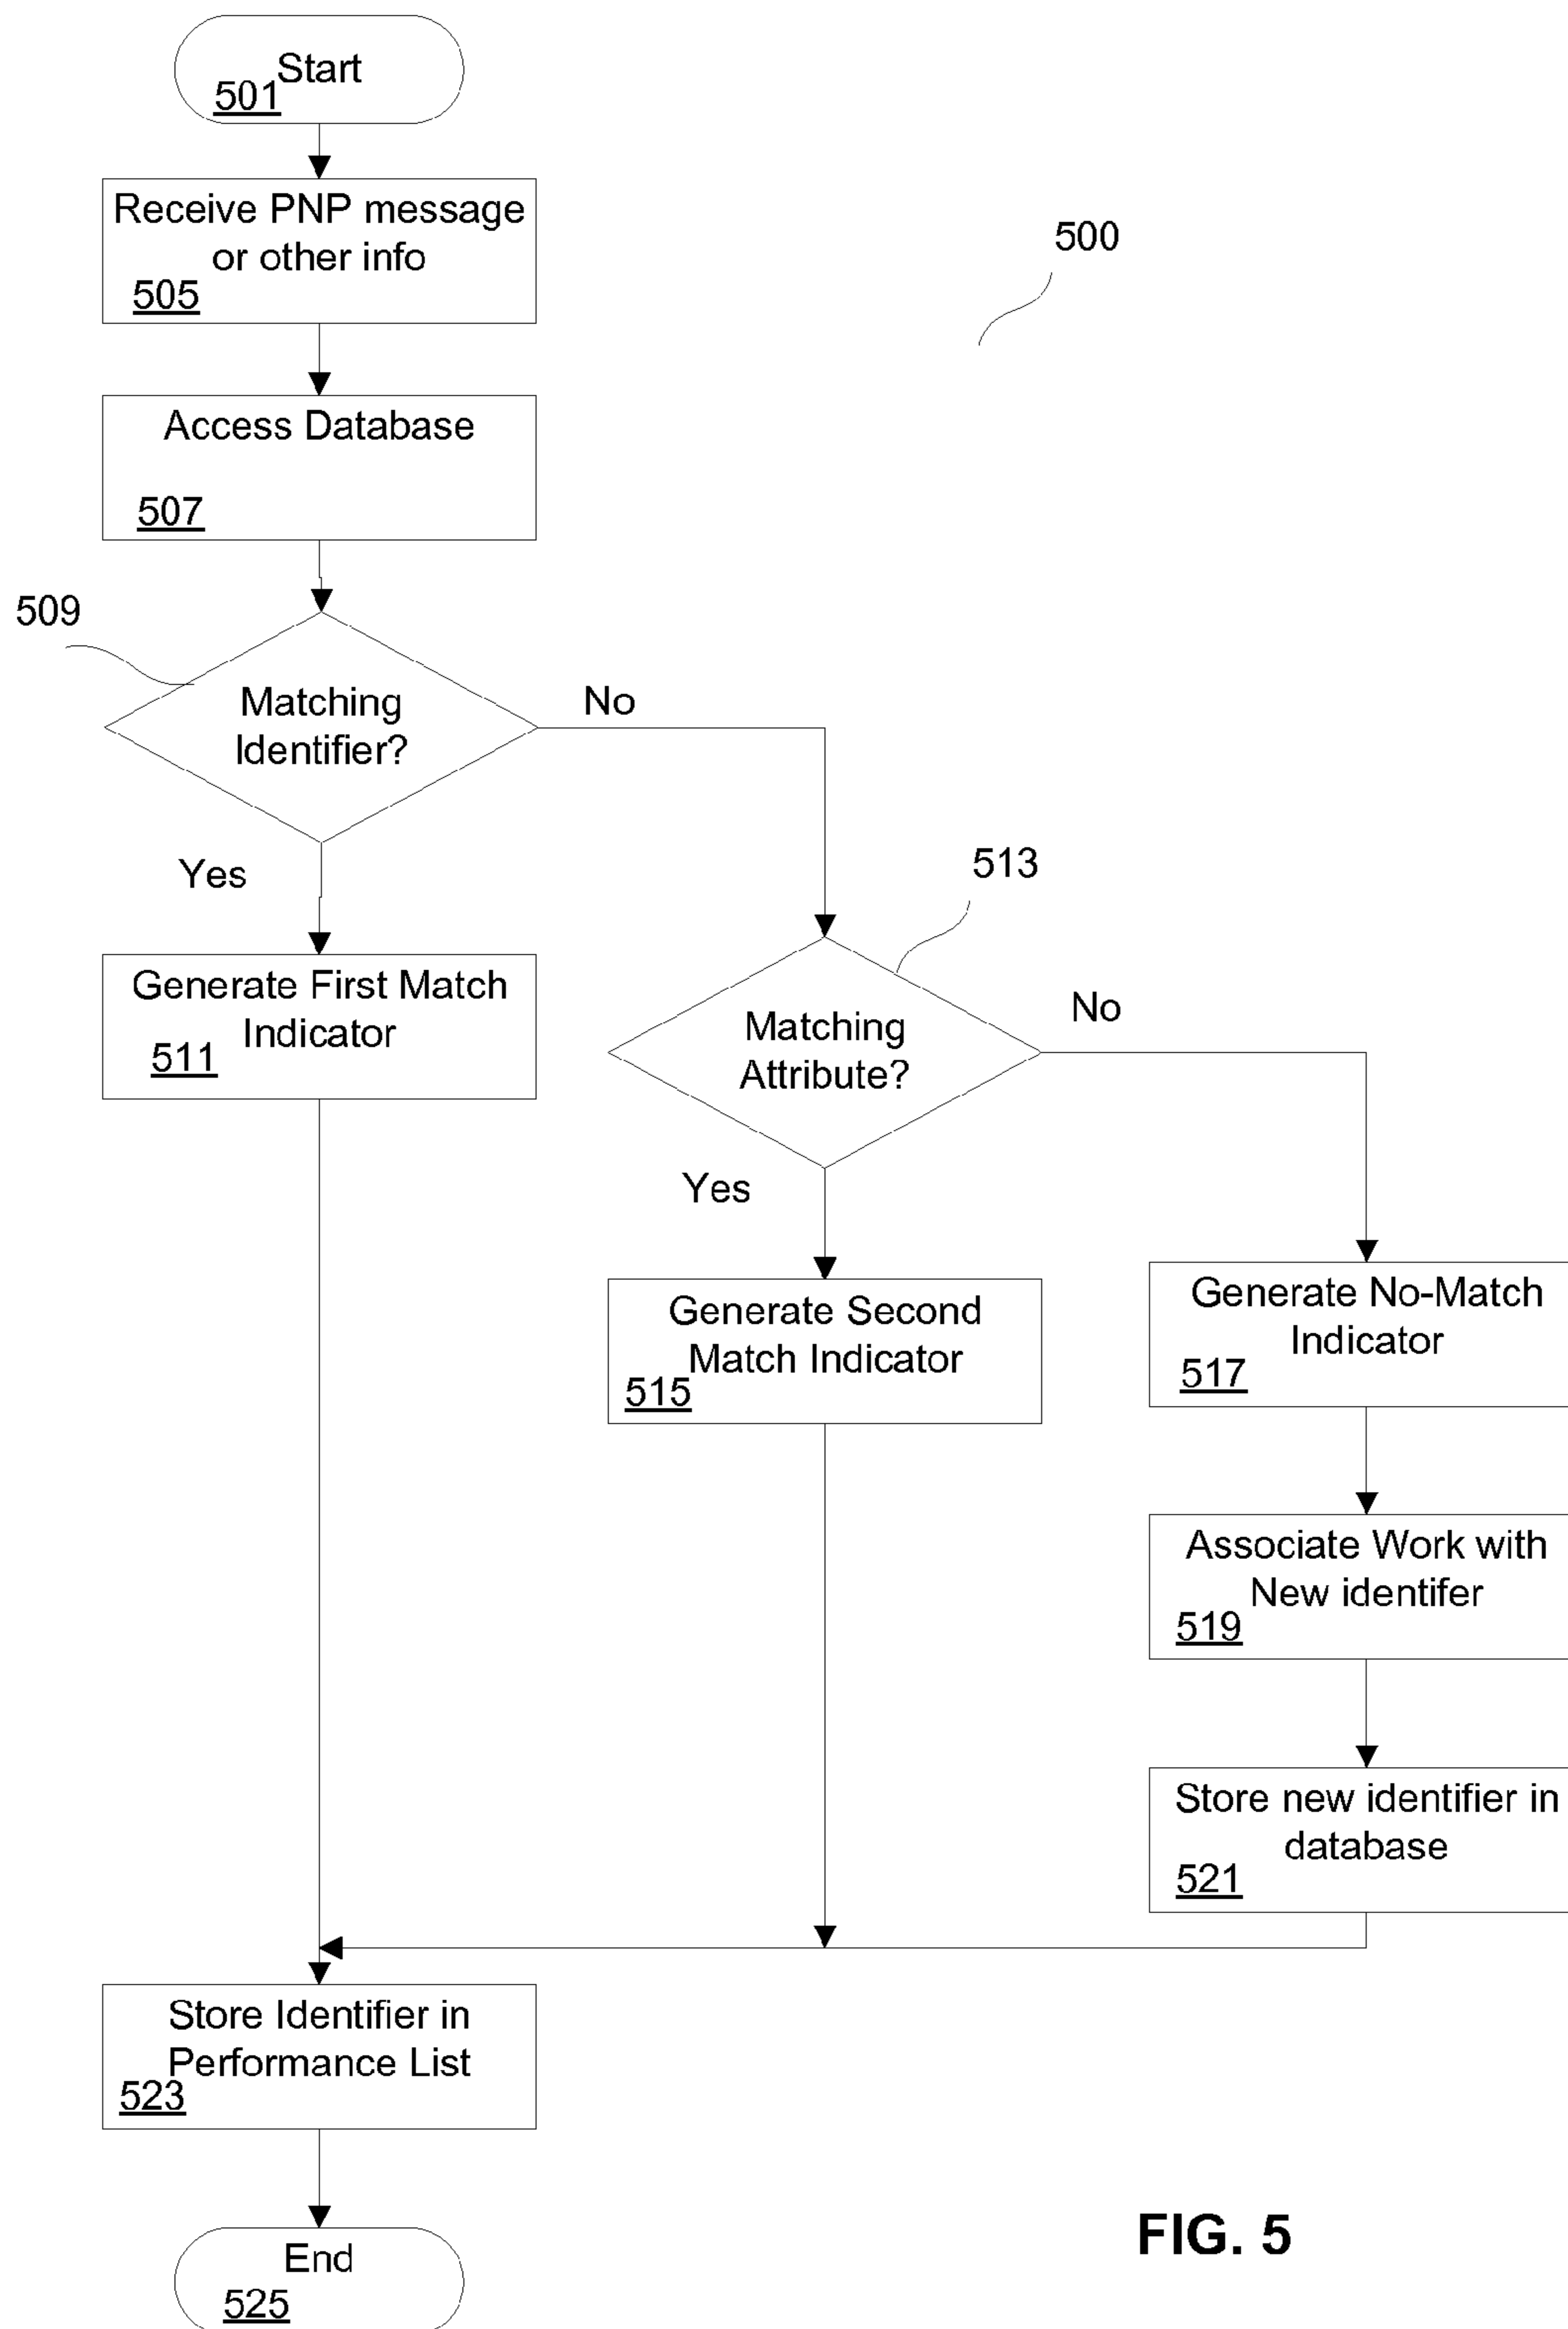 Start
501
Receive PNP message
or other info
505
500
Access Database
507
509
Matching
Identifier?
No
Yes
513
Generate First Match
Indicator
511
Matching
Attribute?
No
Yes
Generate Second
Match Indicator
515
Generate No-Match
Indicator
517
Associate Work with
New identifer
519
Store new identifier in
database
521
Store Identifier in
Performance List
523
End
525
FIG. 5